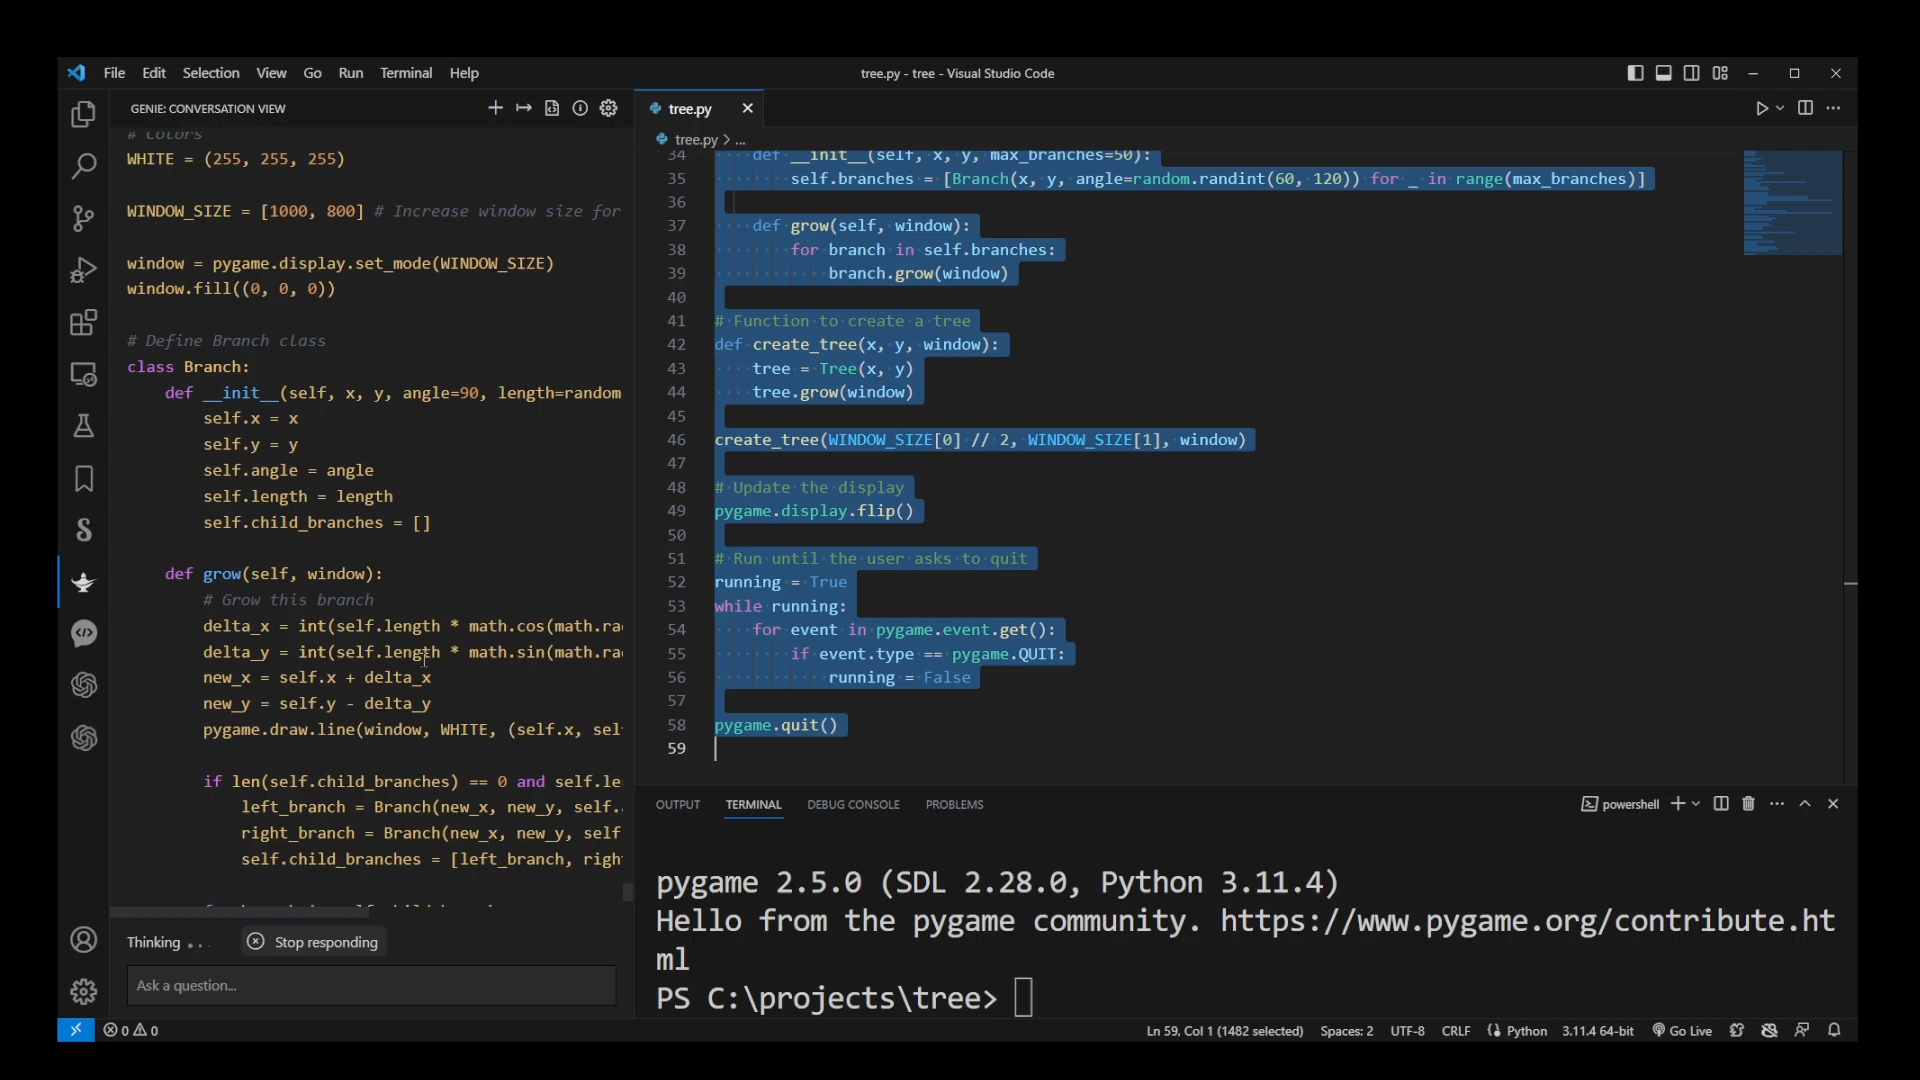 File Edit Selection View Go Run Terminal Help
tree.py - tree - Visual Studio Code
GENIE: CONVERSATION VIEW
# Colors
WHITE = (255, 255, 255)
WINDOW_SIZE = [1000, 800] # Increase window size for
window = pygame.display.set_mode(WINDOW_SIZE)
window.fill((0, 0, 0))
# Define Branch class
class Branch:
def __init__(self, x, y, angle=90, length=random
self.x = x
self.y = y
self.angle = angle
self.length = length
self.child_branches = []
def grow(self, window):
# Grow this branch
delta_x = int(self.length * math.cos(math.ra
delta_y = int(self.length * math.sin(math.ra
new_x = self.x + delta_x
new_y = self.y - delta_y
pygame.draw.line(window, WHITE, (self.x, sel
if len(self.child_branches) == 0 and self.le
left_branch = Branch(new_x, new_y, self.
right_branch = Branch(new_x, new_y, self
self.child_branches = [left_branch, righ
Thinking . . .
Stop responding
Ask a question...
tree.py
tree.py > ...
34 def __init__(self, x, y, max_branches=50):
35 self.branches = [Branch(x, y, angle=random.randint(60, 120)) for _ in range(max_branches)]
36
37 def grow(self, window):
38 for branch in self.branches:
39 branch.grow(window)
40
41 # Function to create a tree
42 def create_tree(x, y, window):
43 tree = Tree(x, y)
44 tree.grow(window)
45
46 create_tree(WINDOW_SIZE[0] // 2, WINDOW_SIZE[1], window)
47
48 # Update the display
49 pygame.display.flip()
50
51 # Run until the user asks to quit
52 running = True
53 while running:
54 for event in pygame.event.get():
55 if event.type == pygame.QUIT:
56 running = False
57
58 pygame.quit()
59
OUTPUT TERMINAL DEBUG CONSOLE PROBLEMS
powershell
pygame 2.5.0 (SDL 2.28.0, Python 3.11.4)
Hello from the pygame community. https://www.pygame.org/contribute.ht
ml
PS C:\projects\tree>
0 0
Ln 59, Col 1 (1482 selected) Spaces: 2 UTF-8 CRLF Python 3.11.4 64-bit Go Live